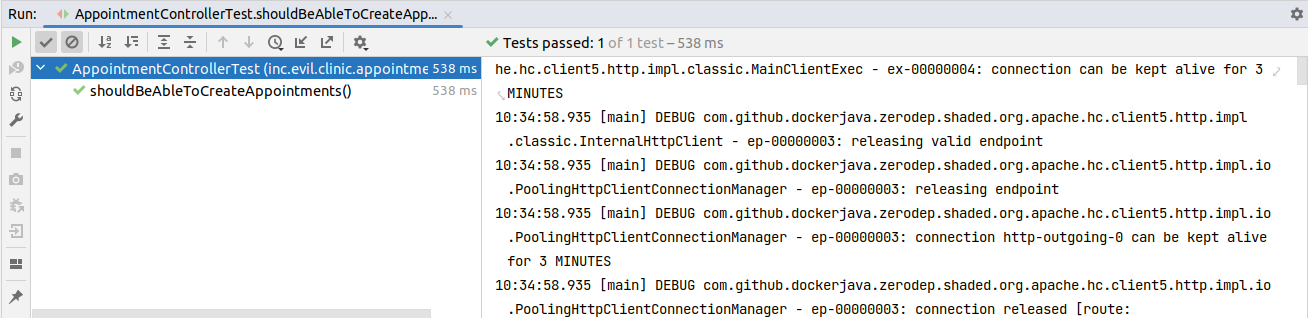 Run: AppointmentControllerTest.shouldBeAbleToCreateApp...
Tests passed: 1 of 1 test – 538 ms
AppointmentControllerTest (inc.evil.clinic.appointme 538 ms
shouldBeAbleToCreateAppointments() 538 ms
he.hc.client5.http.impl.classic.MainClientExec - ex-00000004: connection can be kept alive for 3
MINUTES
10:34:58.935 [main] DEBUG com.github.dockerjava.zerodep.shaded.org.apache.hc.client5.http.impl
.classic.InternalHttpClient - ep-00000003: releasing valid endpoint
10:34:58.935 [main] DEBUG com.github.dockerjava.zerodep.shaded.org.apache.hc.client5.http.impl.io
.PoolingHttpClientConnectionManager - ep-00000003: releasing endpoint
10:34:58.935 [main] DEBUG com.github.dockerjava.zerodep.shaded.org.apache.hc.client5.http.impl.io
.PoolingHttpClientConnectionManager - ep-00000003: connection http-outgoing-0 can be kept alive
for 3 MINUTES
10:34:58.935 [main] DEBUG com.github.dockerjava.zerodep.shaded.org.apache.hc.client5.http.impl.io
.PoolingHttpClientConnectionManager - ep-00000003: connection released [route: